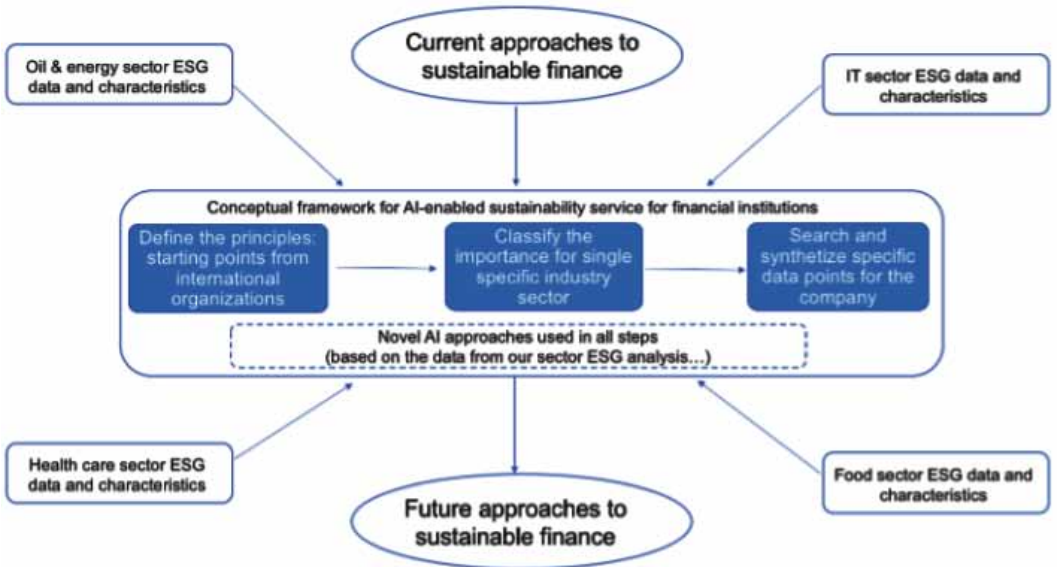 Current approaches to
sustainable finance
Oil & energy sector ESG
data and characteristics
IT sector ESG data and
characteristics
Conceptual framework for AI-enabled sustainability service for financial institutions
Define the principles:
starting points from
international
organizations
Classify the
importance for single
specific industry
sector
Search and
synthetize specific
data points for the
company
Novel AI approaches used in all steps
(based on the data from our sector ESG analysis...)
Health care sector ESG
data and characteristics
Food sector ESG data and
characteristics
Future approaches to
sustainable finance